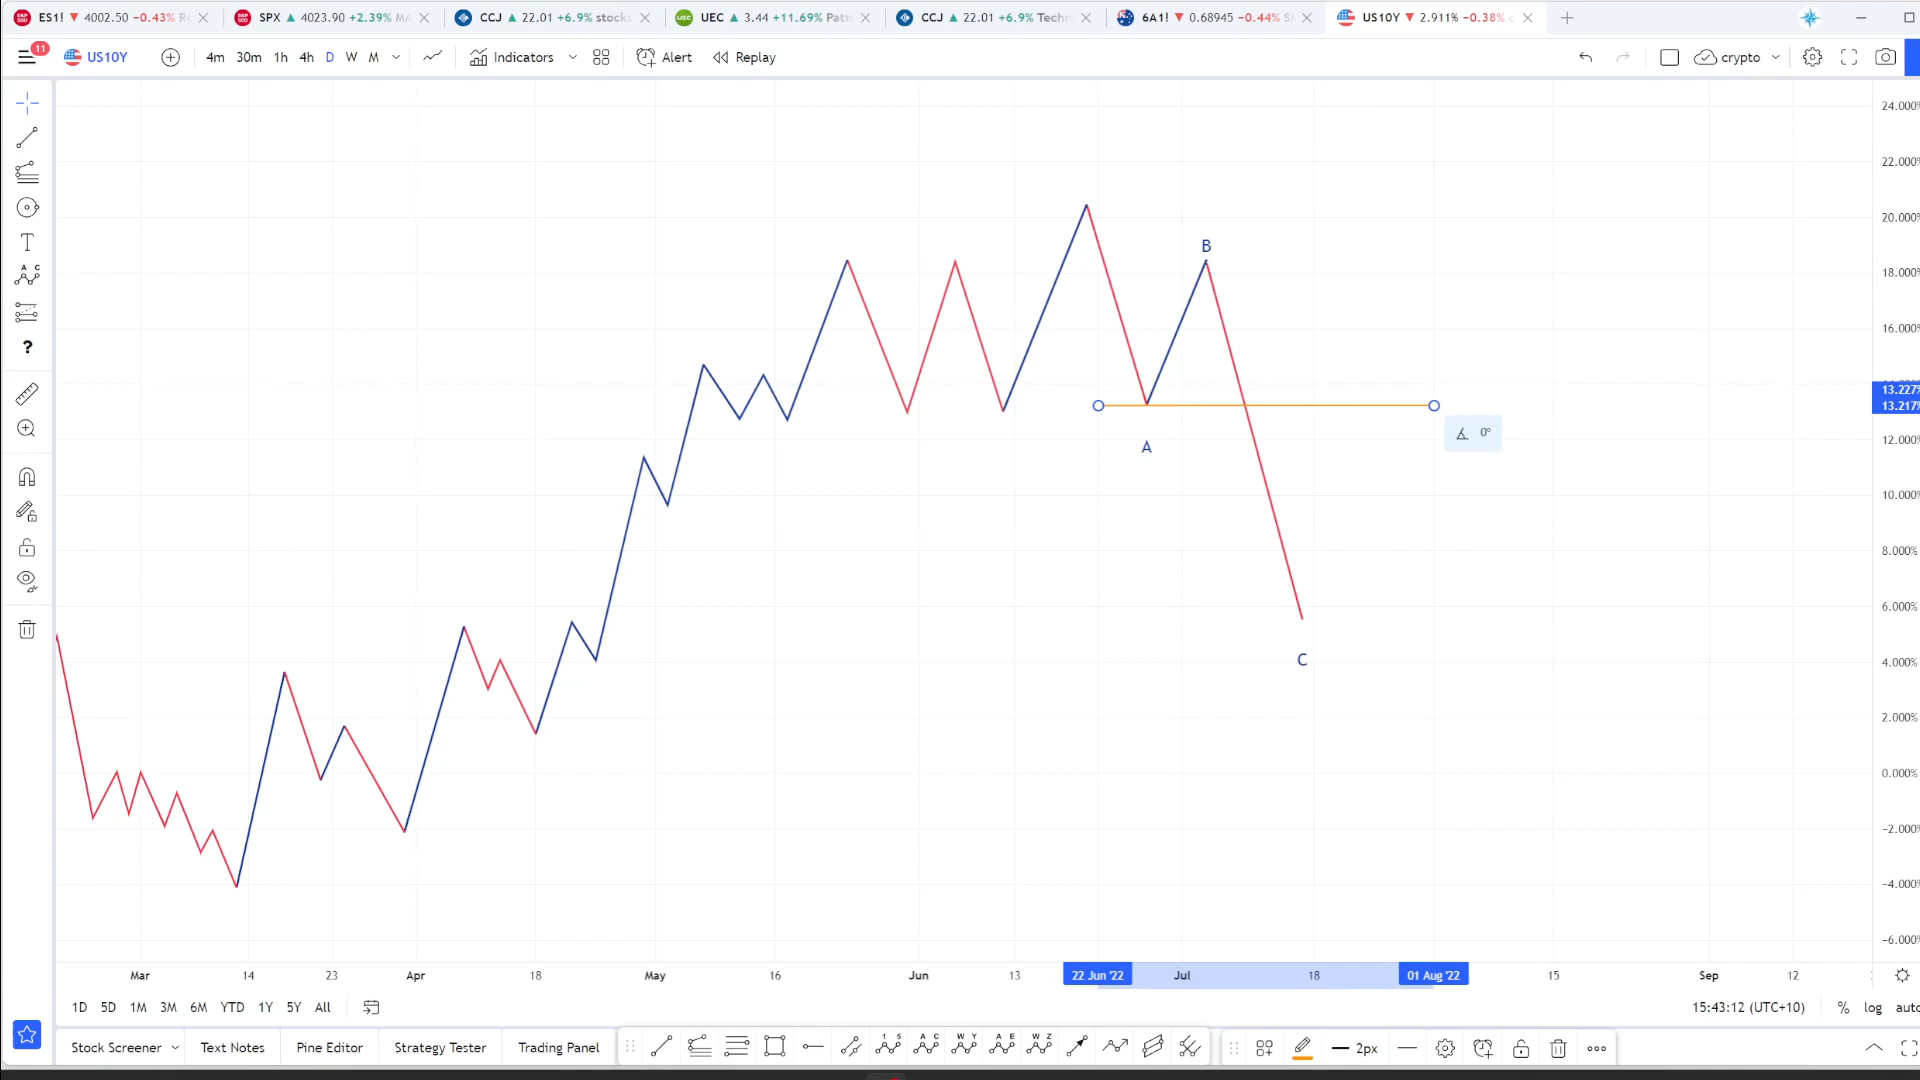 ES1! ▼ 4002.50 −0.43%
SPX ▲ 4023.90 +2.39%
CCJ ▲ 22.01 +6.9% stocks
UEC ▲ 3.44 +11.69% Patt
CCJ ▲ 22.01 +6.9% Techn
6A1! ▼ 0.68945 −0.44%
US10Y ▼ 2.911% −0.38%
11
US10Y
4m 30m 1h 4h D W M
Indicators
Alert
Replay
crypto
24.000%
22.000%
20.000%
18.000%
16.000%
13.227%
13.217%
12.000%
10.000%
8.000%
6.000%
4.000%
2.000%
0.000%
−2.000%
−4.000%
−6.000%
B
A
0°
C
Mar 14 23 Apr 18 May 16 Jun 13 22 Jun '22 Jul 18 01 Aug '22 15 Sep 12
1D 5D 1M 3M 6M YTD 1Y 5Y All
15:43:12 (UTC+10) % log auto
Stock Screener Text Notes Pine Editor Strategy Tester Trading Panel
2px